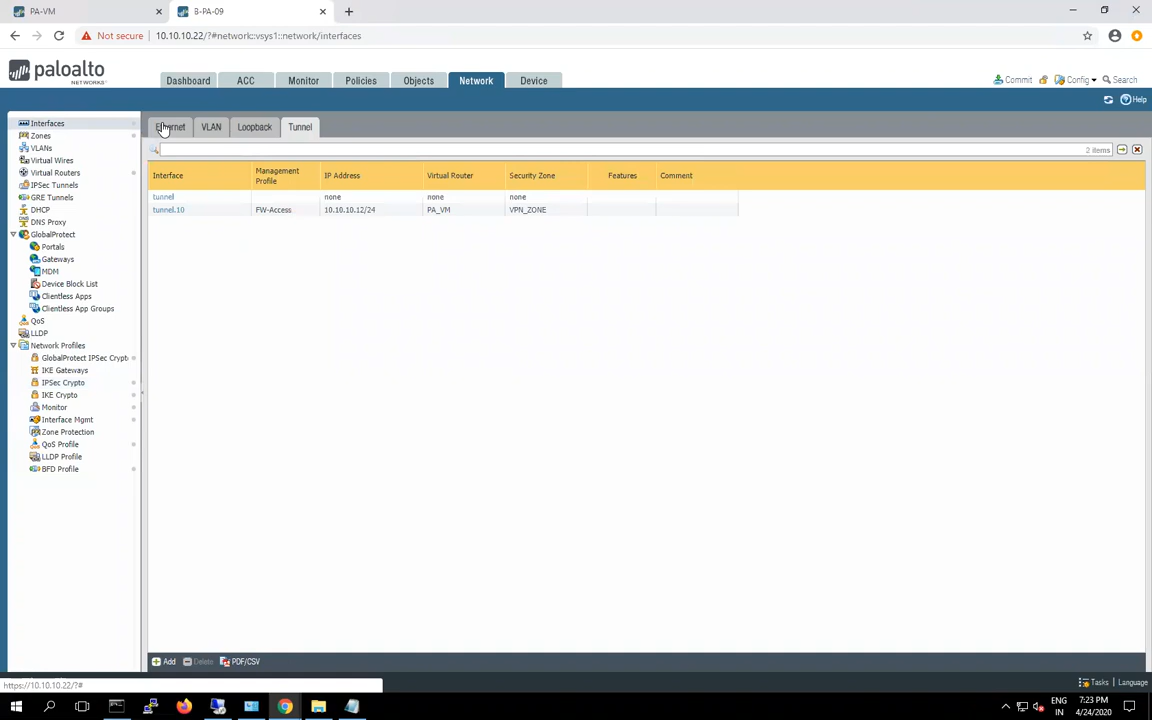 PA-VM
B-PA-09
Not secure 10.10.10.22/?#network::vsys1::network/interfaces
paloalto
NETWORKS
Dashboard ACC Monitor Policies Objects Network Device
Commit Config Search
Help
Interfaces
Zones
VLANs
Virtual Wires
Virtual Routers
IPSec Tunnels
GRE Tunnels
DHCP
DNS Proxy
GlobalProtect
Portals
Gateways
MDM
Device Block List
Clientless Apps
Clientless App Groups
QoS
LLDP
Network Profiles
GlobalProtect IPSec Crypto
IKE Gateways
IPSec Crypto
IKE Crypto
Monitor
Interface Mgmt
Zone Protection
QoS Profile
LLDP Profile
BFD Profile
Ethernet VLAN Loopback Tunnel
2 items
Interface Management Profile IP Address Virtual Router Security Zone Features Comment
tunnel none none none
tunnel.10 FW-Access 10.10.10.12/24 PA_VM VPN_ZONE
Add Delete PDF/CSV
https://10.10.10.22/?#
Tasks Language
ENG
IN
7:23 PM
4/24/2020